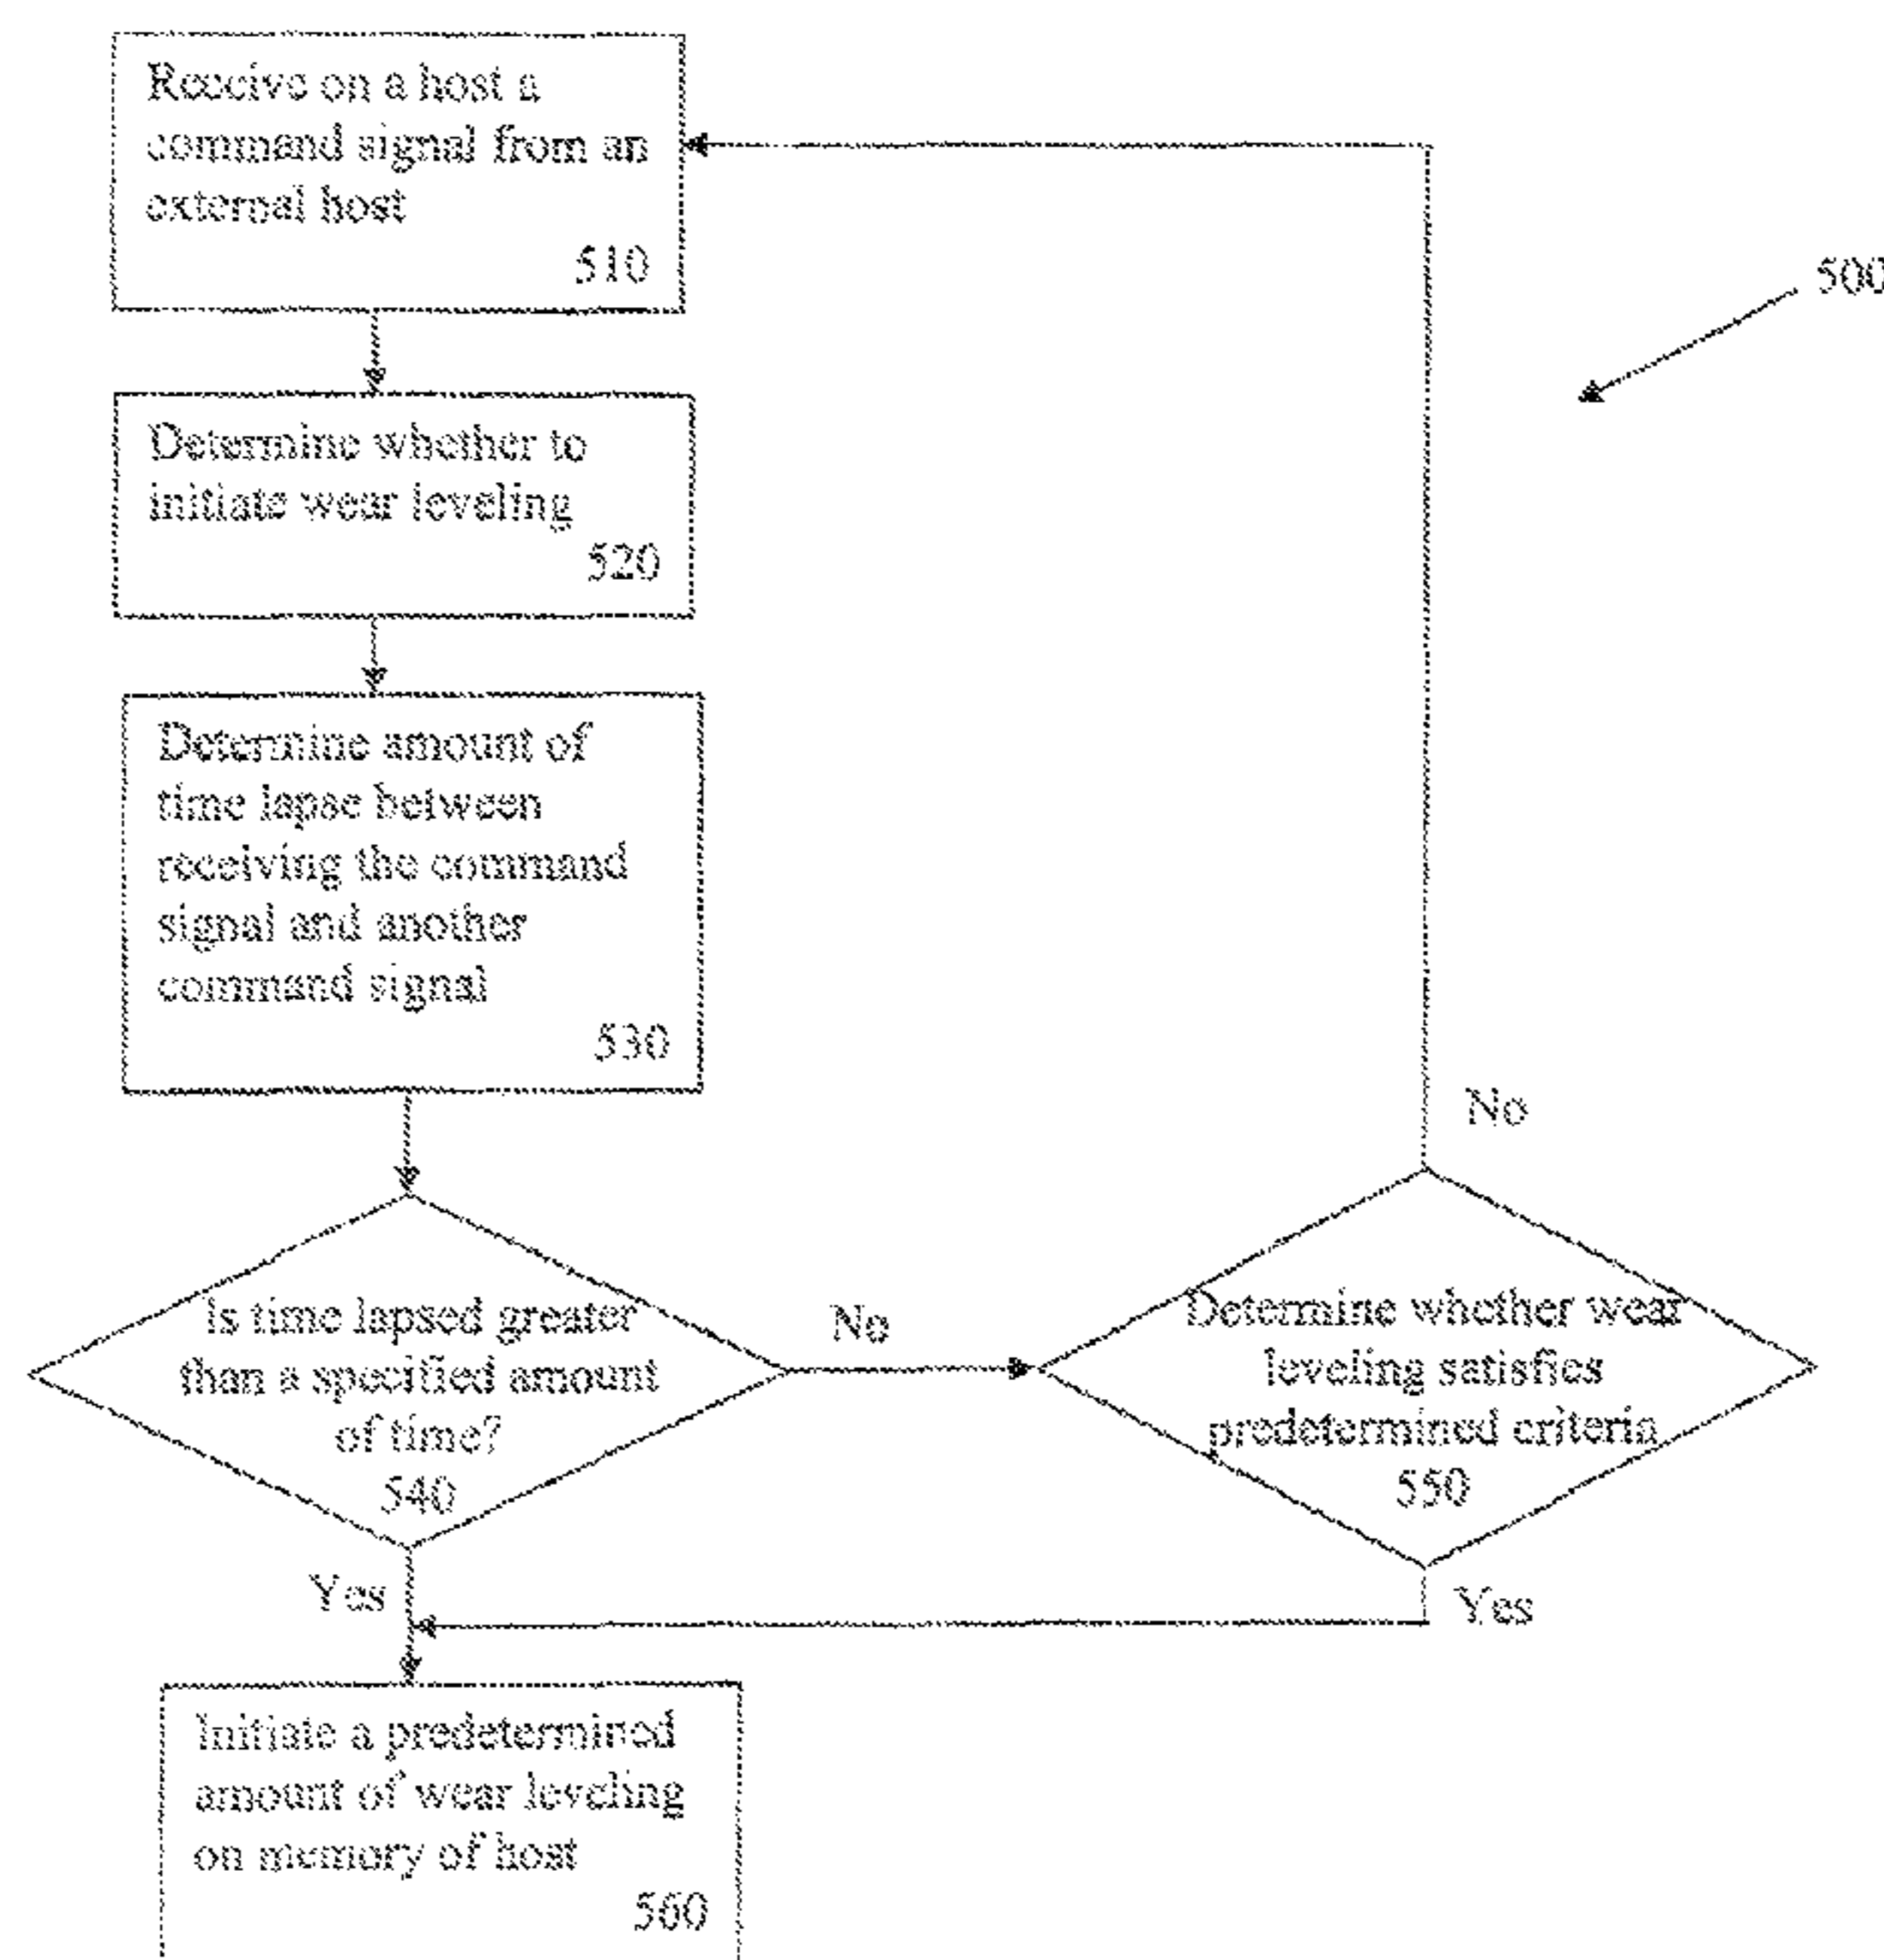 Receive on a host a
command signal from an
external host
510
500
Determine whether to
initiate wear leveling
520
Determine amount of
time lapse between
receiving the command
signal and another
command signal
530
Is time lapsed greater
than a specified amount
of time?
540
No
Determine whether wear
leveling satisfies
predetermined criteria
550
No
Yes
Yes
Initiate a predetermined
amount of wear leveling
on memory of host
560